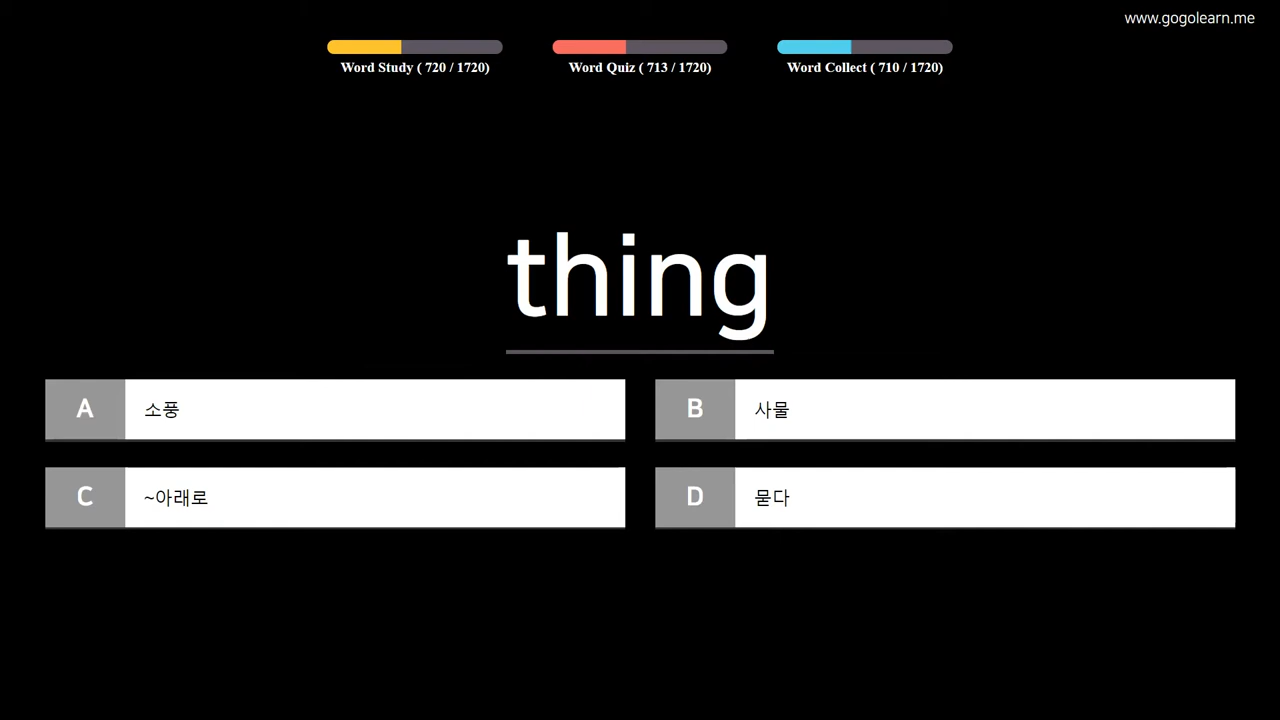 www.gogolearn.me
Word Study ( 720 / 1720)
Word Quiz ( 713 / 1720)
Word Collect ( 710 / 1720)
thing
A 소풍
B 사물
C ~아래로
D 묻다